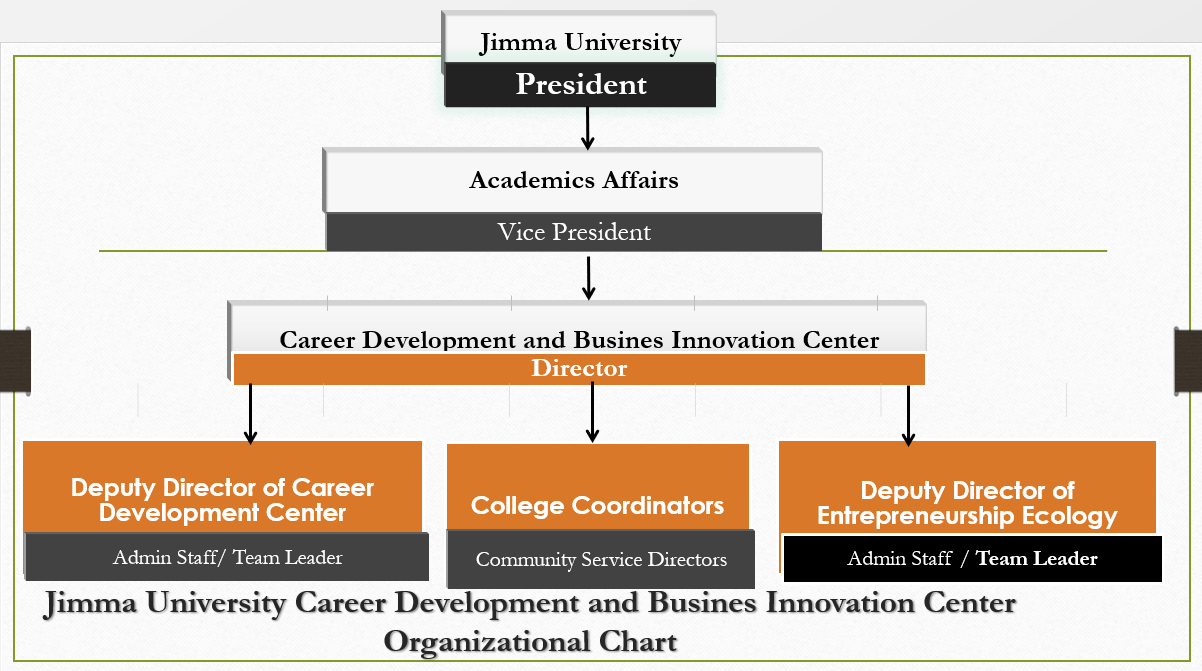 Jimma University
President
Academics Affairs
Vice President
Career Development and Busines Innovation Center
Director
Deputy Director of Career
Development Center
Admin Staff/ Team Leader
College Coordinators
Community Service Directors
Deputy Director of
Entrepreneurship Ecology
Admin Staff / Team Leader
Jimma University Career Development and Busines Innovation Center
Organizational Chart